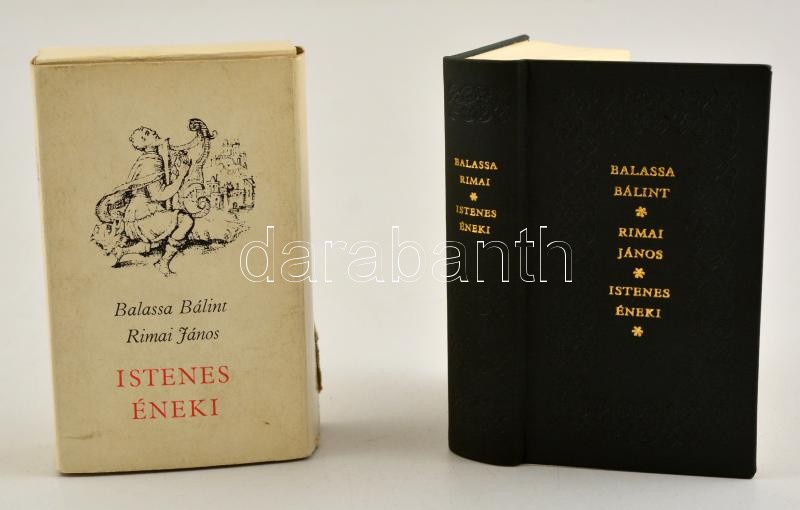 Balassa Bálint
Rimai János
ISTENES
ÉNEKI
BALASSA
RIMAI
*
ISTENES
ÉNEKI
BALASSA
BÁLINT
*
RIMAI
JÁNOS
*
ISTENES
ÉNEKI
*
darabanth